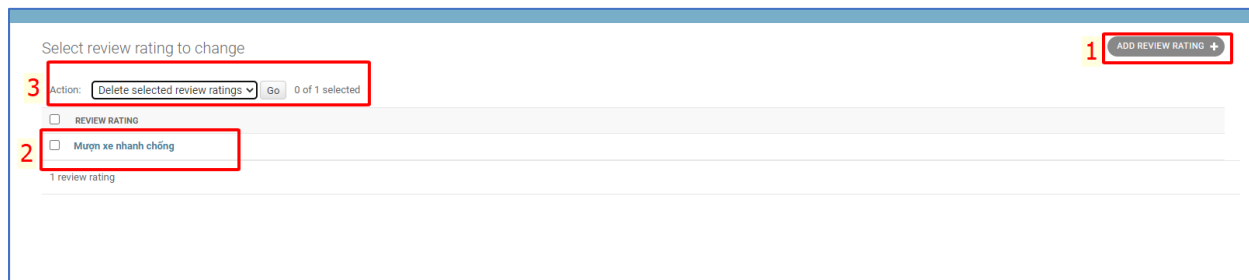 Select review rating to change
1 ADD REVIEW RATING +
3 Action: Delete selected review ratings Go 0 of 1 selected
REVIEW RATING
2 Mượn xe nhanh chống
1 review rating